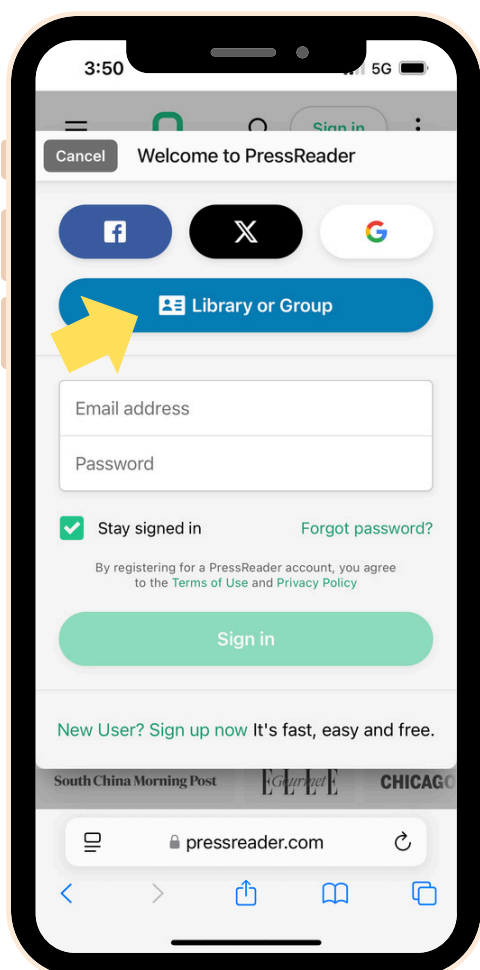 3:50
5G
Sign in
Cancel
Welcome to PressReader
Library or Group
Email address
Password
Stay signed in
Forgot password?
By registering for a PressReader account, you agree
to the Terms of Use and Privacy Policy
Sign in
New User? Sign up now It's fast, easy and free.
South China Morning Post
Gourmet
ELLE
CHICAGO
pressreader.com